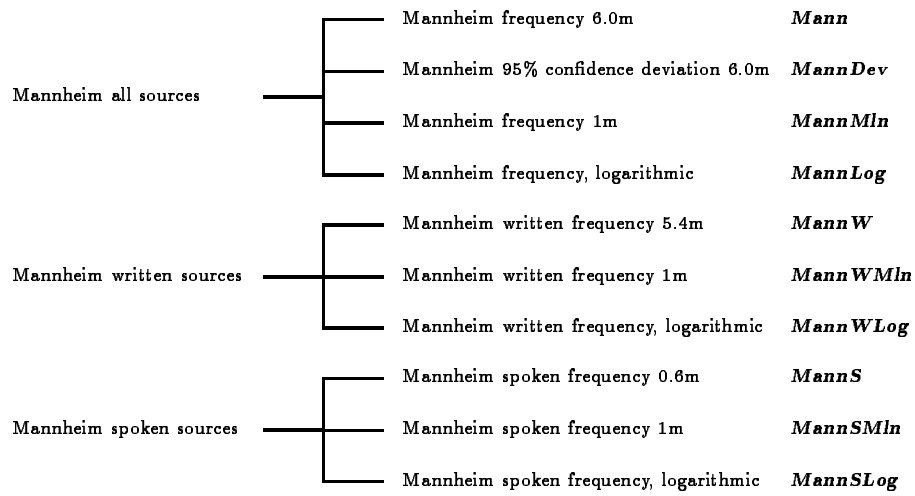 Mannheim frequency 6.0m Mann
Mannheim 95% confidence deviation 6.0m MannDev
Mannheim all sources
Mannheim frequency 1m MannMln
Mannheim frequency, logarithmic MannLog
Mannheim written frequency 5.4m MannW
Mannheim written sources Mannheim written frequency 1m MannWMln
Mannheim written frequency, logarithmic MannWLog
Mannheim spoken frequency 0.6m MannS
Mannheim spoken sources Mannheim spoken frequency 1m MannSMln
Mannheim spoken frequency, logarithmic MannSLog